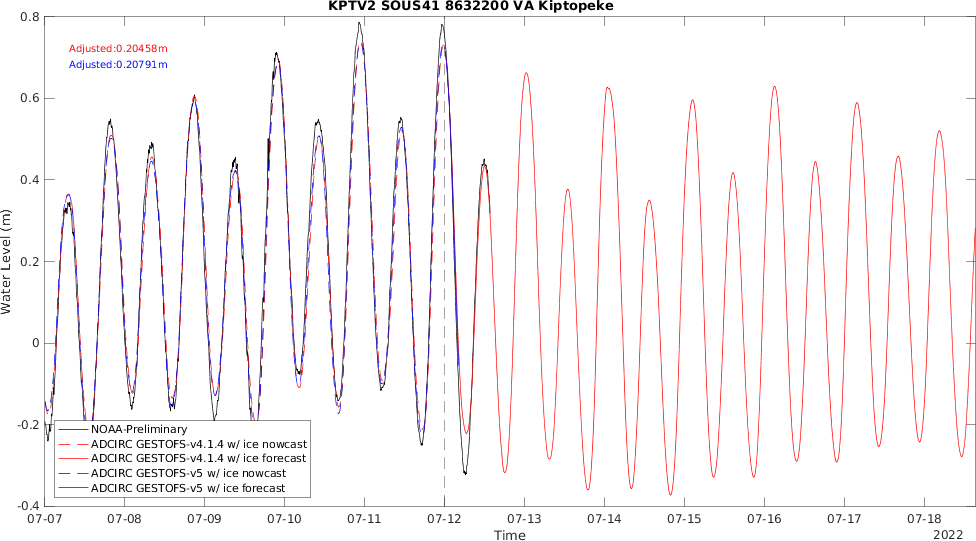 KPTV2 SOUS41 8632200 VA Kiptopeke
0.8
Adjusted:0.20458m
Adjusted:0.20791m
0.6
0.4
0.2
0
-0.2
-0.4
Water Level (m)
NOAA-Preliminary
ADCIRC GESTOFS-v4.1.4 w/ ice nowcast
ADCIRC GESTOFS-v4.1.4 w/ ice forecast
ADCIRC GESTOFS-v5 w/ ice nowcast
ADCIRC GESTOFS-v5 w/ ice forecast
07-07 07-08 07-09 07-10 07-11 07-12 07-13 07-14 07-15 07-16 07-17 07-18
Time
2022